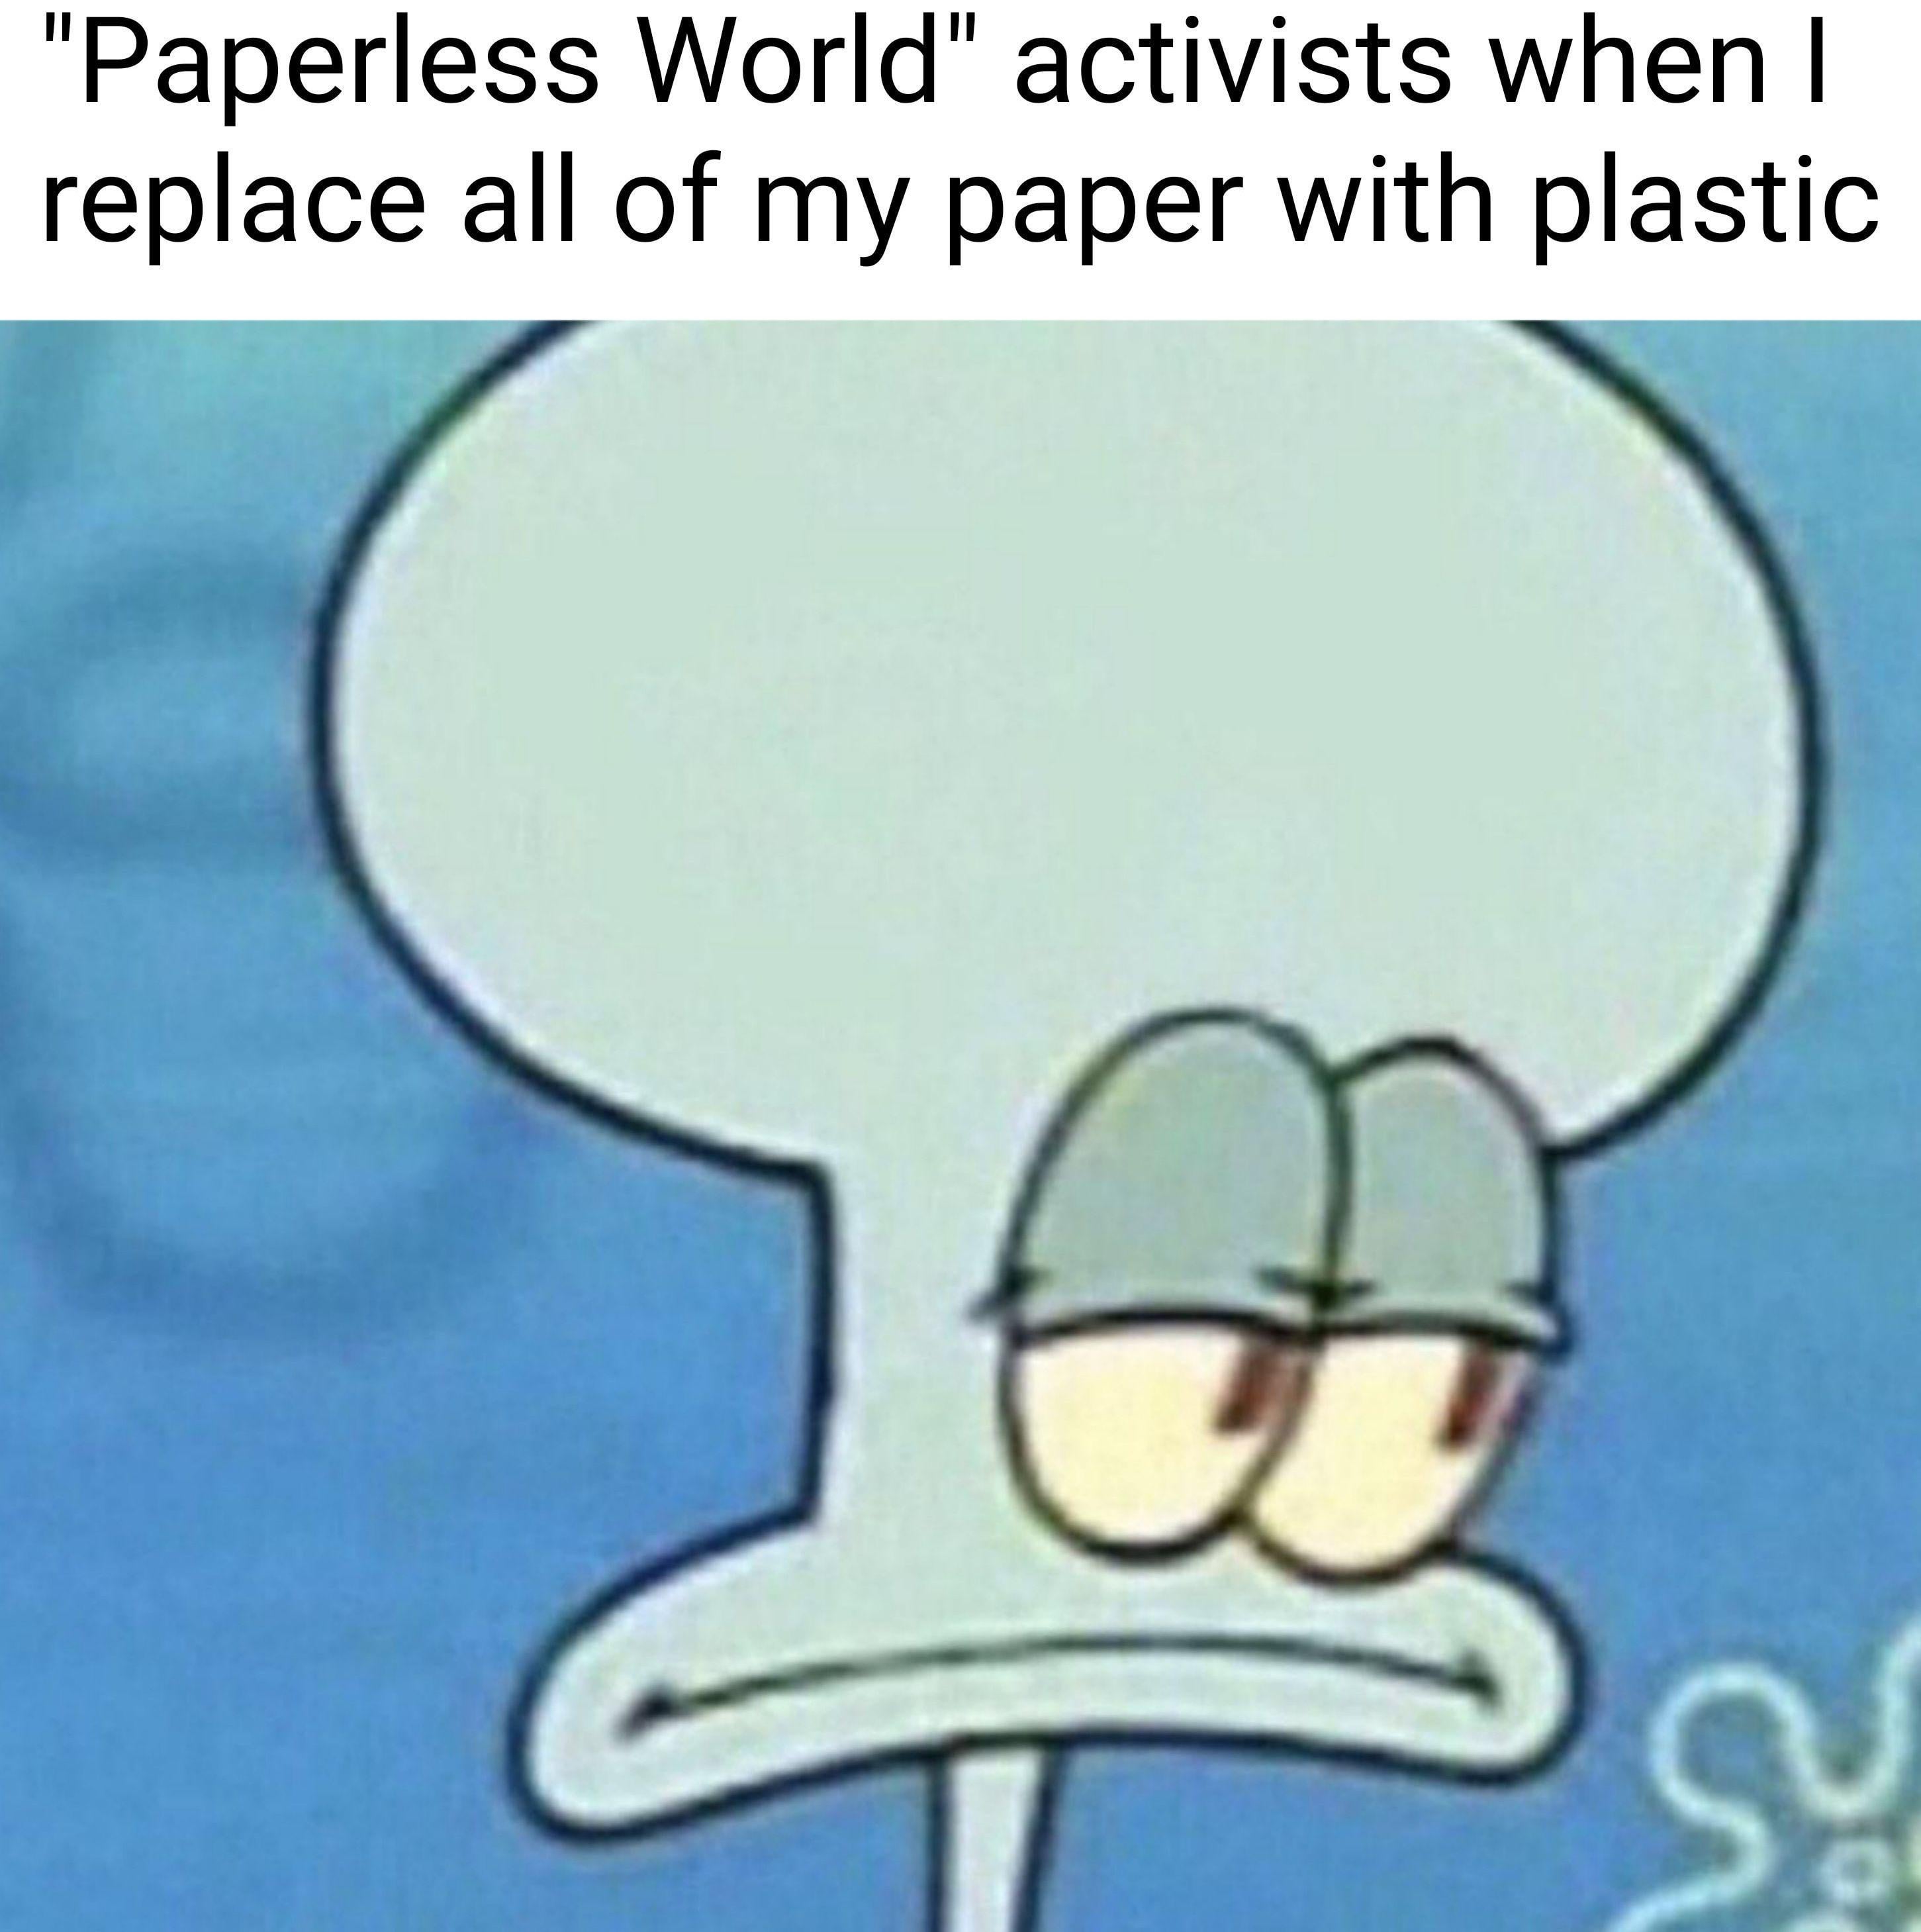 "Paperless World" activists when I
replace all of my paper with plastic